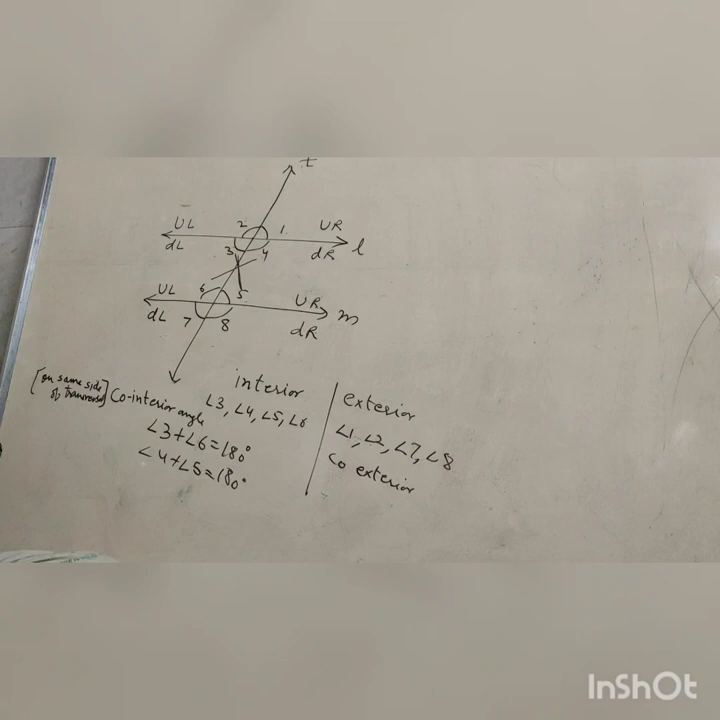 t
UL 2 1 UR
dL 3 4 dR l
UL 6 5 UR
dL 7 8 dR m
interior
∠3, ∠4, ∠5, ∠6
[on same side of transversal] Co-interior angle
∠3+∠6=180°
∠4+∠5=180°
exterior
∠1, ∠2, ∠7, ∠8
Co exterior
InShOt